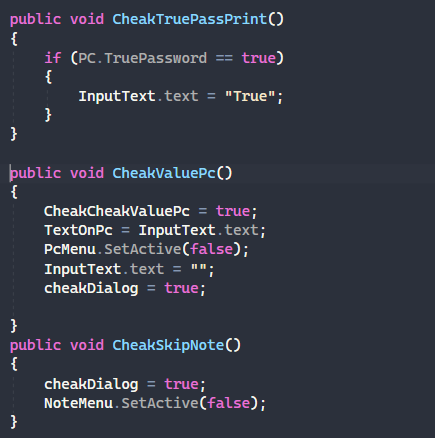 public void CheakTruePassPrint()
{
    if (PC.TruePassword == true)
    {
        InputText.text = "True";
    }
}
public void CheakValuePc()
{
    CheakCheakValuePc = true;
    TextOnPc = InputText.text;
    PcMenu.SetActive(false);
    InputText.text = "";
    cheakDialog = true;
}
public void CheakSkipNote()
{
    cheakDialog = true;
    NoteMenu.SetActive(false);
}